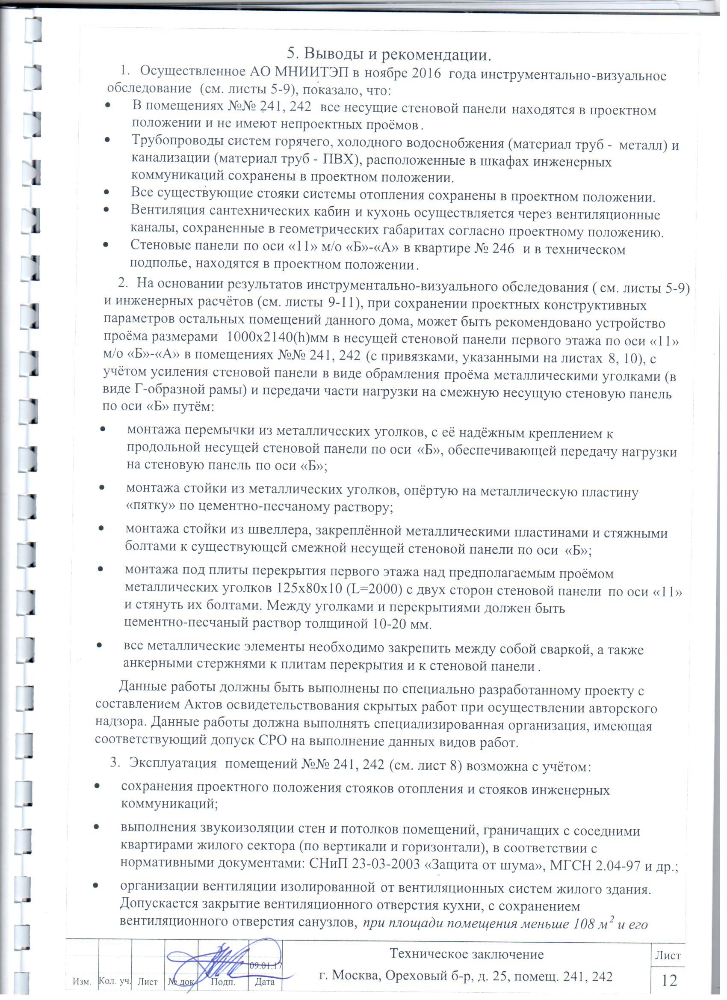 5. Выводы и рекомендации.
1. Осуществленное АО МНИИТЭП в ноябре 2016 года инструментально-визуальное
обследование (см. листы 5-9), показало, что:
• В помещениях №№ 241, 242 все несущие стеновой панели находятся в проектном
положении и не имеют непроектных проёмов.
• Трубопроводы систем горячего, холодного водоснобжения (материал труб - металл) и
канализации (материал труб - ПВХ), расположенные в шкафах инженерных
коммуникаций сохранены в проектном положении.
• Все существующие стояки системы отопления сохранены в проектном положении.
• Вентиляция сантехнических кабин и кухонь осуществляется через вентиляционные
каналы, сохраненные в геометрических габаритах согласно проектному положению.
• Стеновые панели по оси «11» м/о «Б»-«А» в квартире № 246 и в техническом
подполье, находятся в проектном положении.
2. На основании результатов инструментально-визуального обследования ( см. листы 5-9)
и инженерных расчётов (см. листы 9-11), при сохранении проектных конструктивных
параметров остальных помещений данного дома, может быть рекомендовано устройство
проёма размерами 1000х2140(h)мм в несущей стеновой панели первого этажа по оси «11»
м/о «Б»-«А» в помещениях №№ 241, 242 (с привязками, указанными на листах 8, 10), с
учётом усиления стеновой панели в виде обрамления проёма металлическими уголками (в
виде Г-образной рамы) и передачи части нагрузки на смежную несущую стеновую панель
по оси «Б» путём:
• монтажа перемычки из металлических уголков, с её надёжным креплением к
продольной несущей стеновой панели по оси «Б», обеспечивающей передачу нагрузки
на стеновую панель по оси «Б»;
• монтажа стойки из металлических уголков, опёртую на металлическую пластину
«пятку» по цементно-песчаному раствору;
• монтажа стойки из швеллера, закреплённой металлическими пластинами и стяжными
болтами к существующей смежной несущей стеновой панели по оси «Б»;
• монтажа под плиты перекрытия первого этажа над предполагаемым проёмом
металлических уголков 125х80х10 (L=2000) с двух сторон стеновой панели по оси «11»
и стянуть их болтами. Между уголками и перекрытиями должен быть
цементно-песчаный раствор толщиной 10-20 мм.
• все металлические элементы необходимо закрепить между собой сваркой, а также
анкерными стержнями к плитам перекрытия и к стеновой панели .
Данные работы должны быть выполнены по специально разработанному проекту с
составлением Актов освидетельствования скрытых работ при осуществлении авторского
надзора. Данные работы должна выполнять специализированная организация, имеющая
соответствующий допуск СРО на выполнение данных видов работ.
3. Эксплуатация помещений №№ 241, 242 (см. лист 8) возможна с учётом:
• сохранения проектного положения стояков отопления и стояков инженерных
коммуникаций;
• выполнения звукоизоляции стен и потолков помещений, граничащих с соседними
квартирами жилого сектора (по вертикали и горизонтали), в соответствии с
нормативными документами: СНиП 23-03-2003 «Защита от шума», МГСН 2.04-97 и др.;
• организации вентиляции изолированной от вентиляционных систем жилого здания.
Допускается закрытие вентиляционного отверстия кухни, с сохранением
вентиляционного отверстия санузлов, при площади помещения меньше 108 м² и его
09.01.17
Изм. Кол. уч. Лист № док Подп. Дата
Техническое заключение
г. Москва, Ореховый б-р, д. 25, помещ. 241, 242
Лист
12